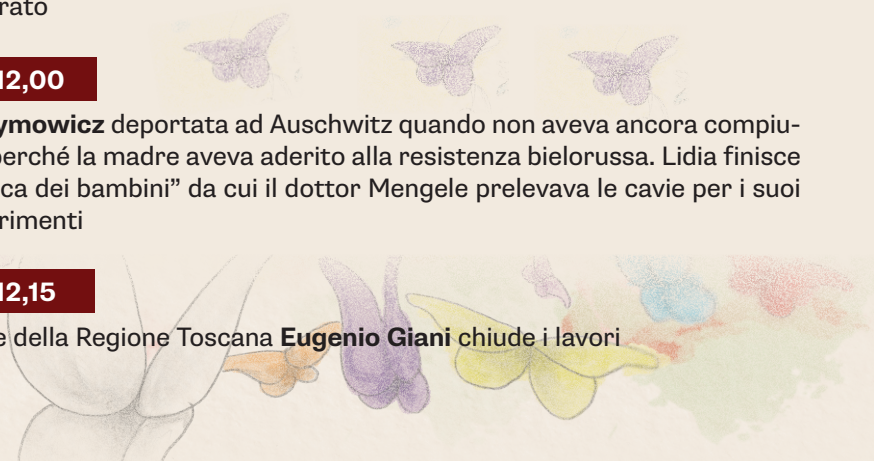 rato
12,00
ymowicz deportata ad Auschwitz quando non aveva ancora compiu-
perché la madre aveva aderito alla resistenza bielorussa. Lidia finisce
ca dei bambini” da cui il dottor Mengele prelevava le cavie per i suoi
rimenti
12,15
e della Regione Toscana Eugenio Giani chiude i lavori